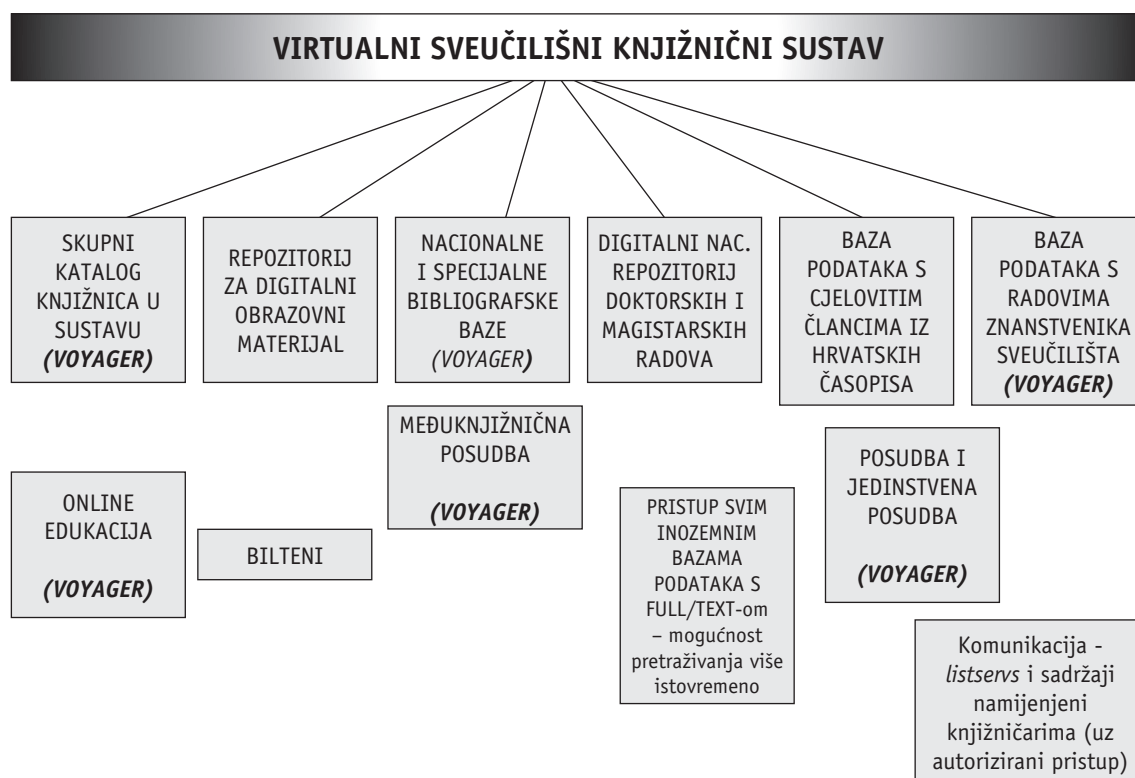 VIRTUALNI SVEUČILIŠNI KNJIŽNIČNI SUSTAV
SKUPNI
KATALOG
KNJIŽNICA U
SUSTAVU
(VOYAGER)
REPOZITORIJ
ZA DIGITALNI
OBRAZOVNI
MATERIJAL
NACIONALNE
I SPECIJALNE
BIBLIOGRAFSKE
BAZE
(VOYAGER)
DIGITALNI NAC.
REPOZITORIJ
DOKTORSKIH I
MAGISTARSKIH
RADOVA
BAZA
PODATAKA S
CJELOVITIM
ČLANCIMA IZ
HRVATSKIH
ČASOPISA
BAZA
PODATAKA S
RADOVIMA
ZNANSTVENIKA
SVEUČILIŠTA
(VOYAGER)
ONLINE
EDUKACIJA
(VOYAGER)
BILTENI
MEĐUKNJIŽNIČNA
POSUDBA
(VOYAGER)
PRISTUP SVIM
INOZEMNIM
BAZAMA
PODATAKA S
FULL/TEXT-om
– mogućnost
pretraživanja više
istovremeno
POSUDBA I
JEDINSTVENA
POSUDBA
(VOYAGER)
Komunikacija -
listservs i sadržaji
namijenjeni
knjižničarima (uz
autorizirani pristup)